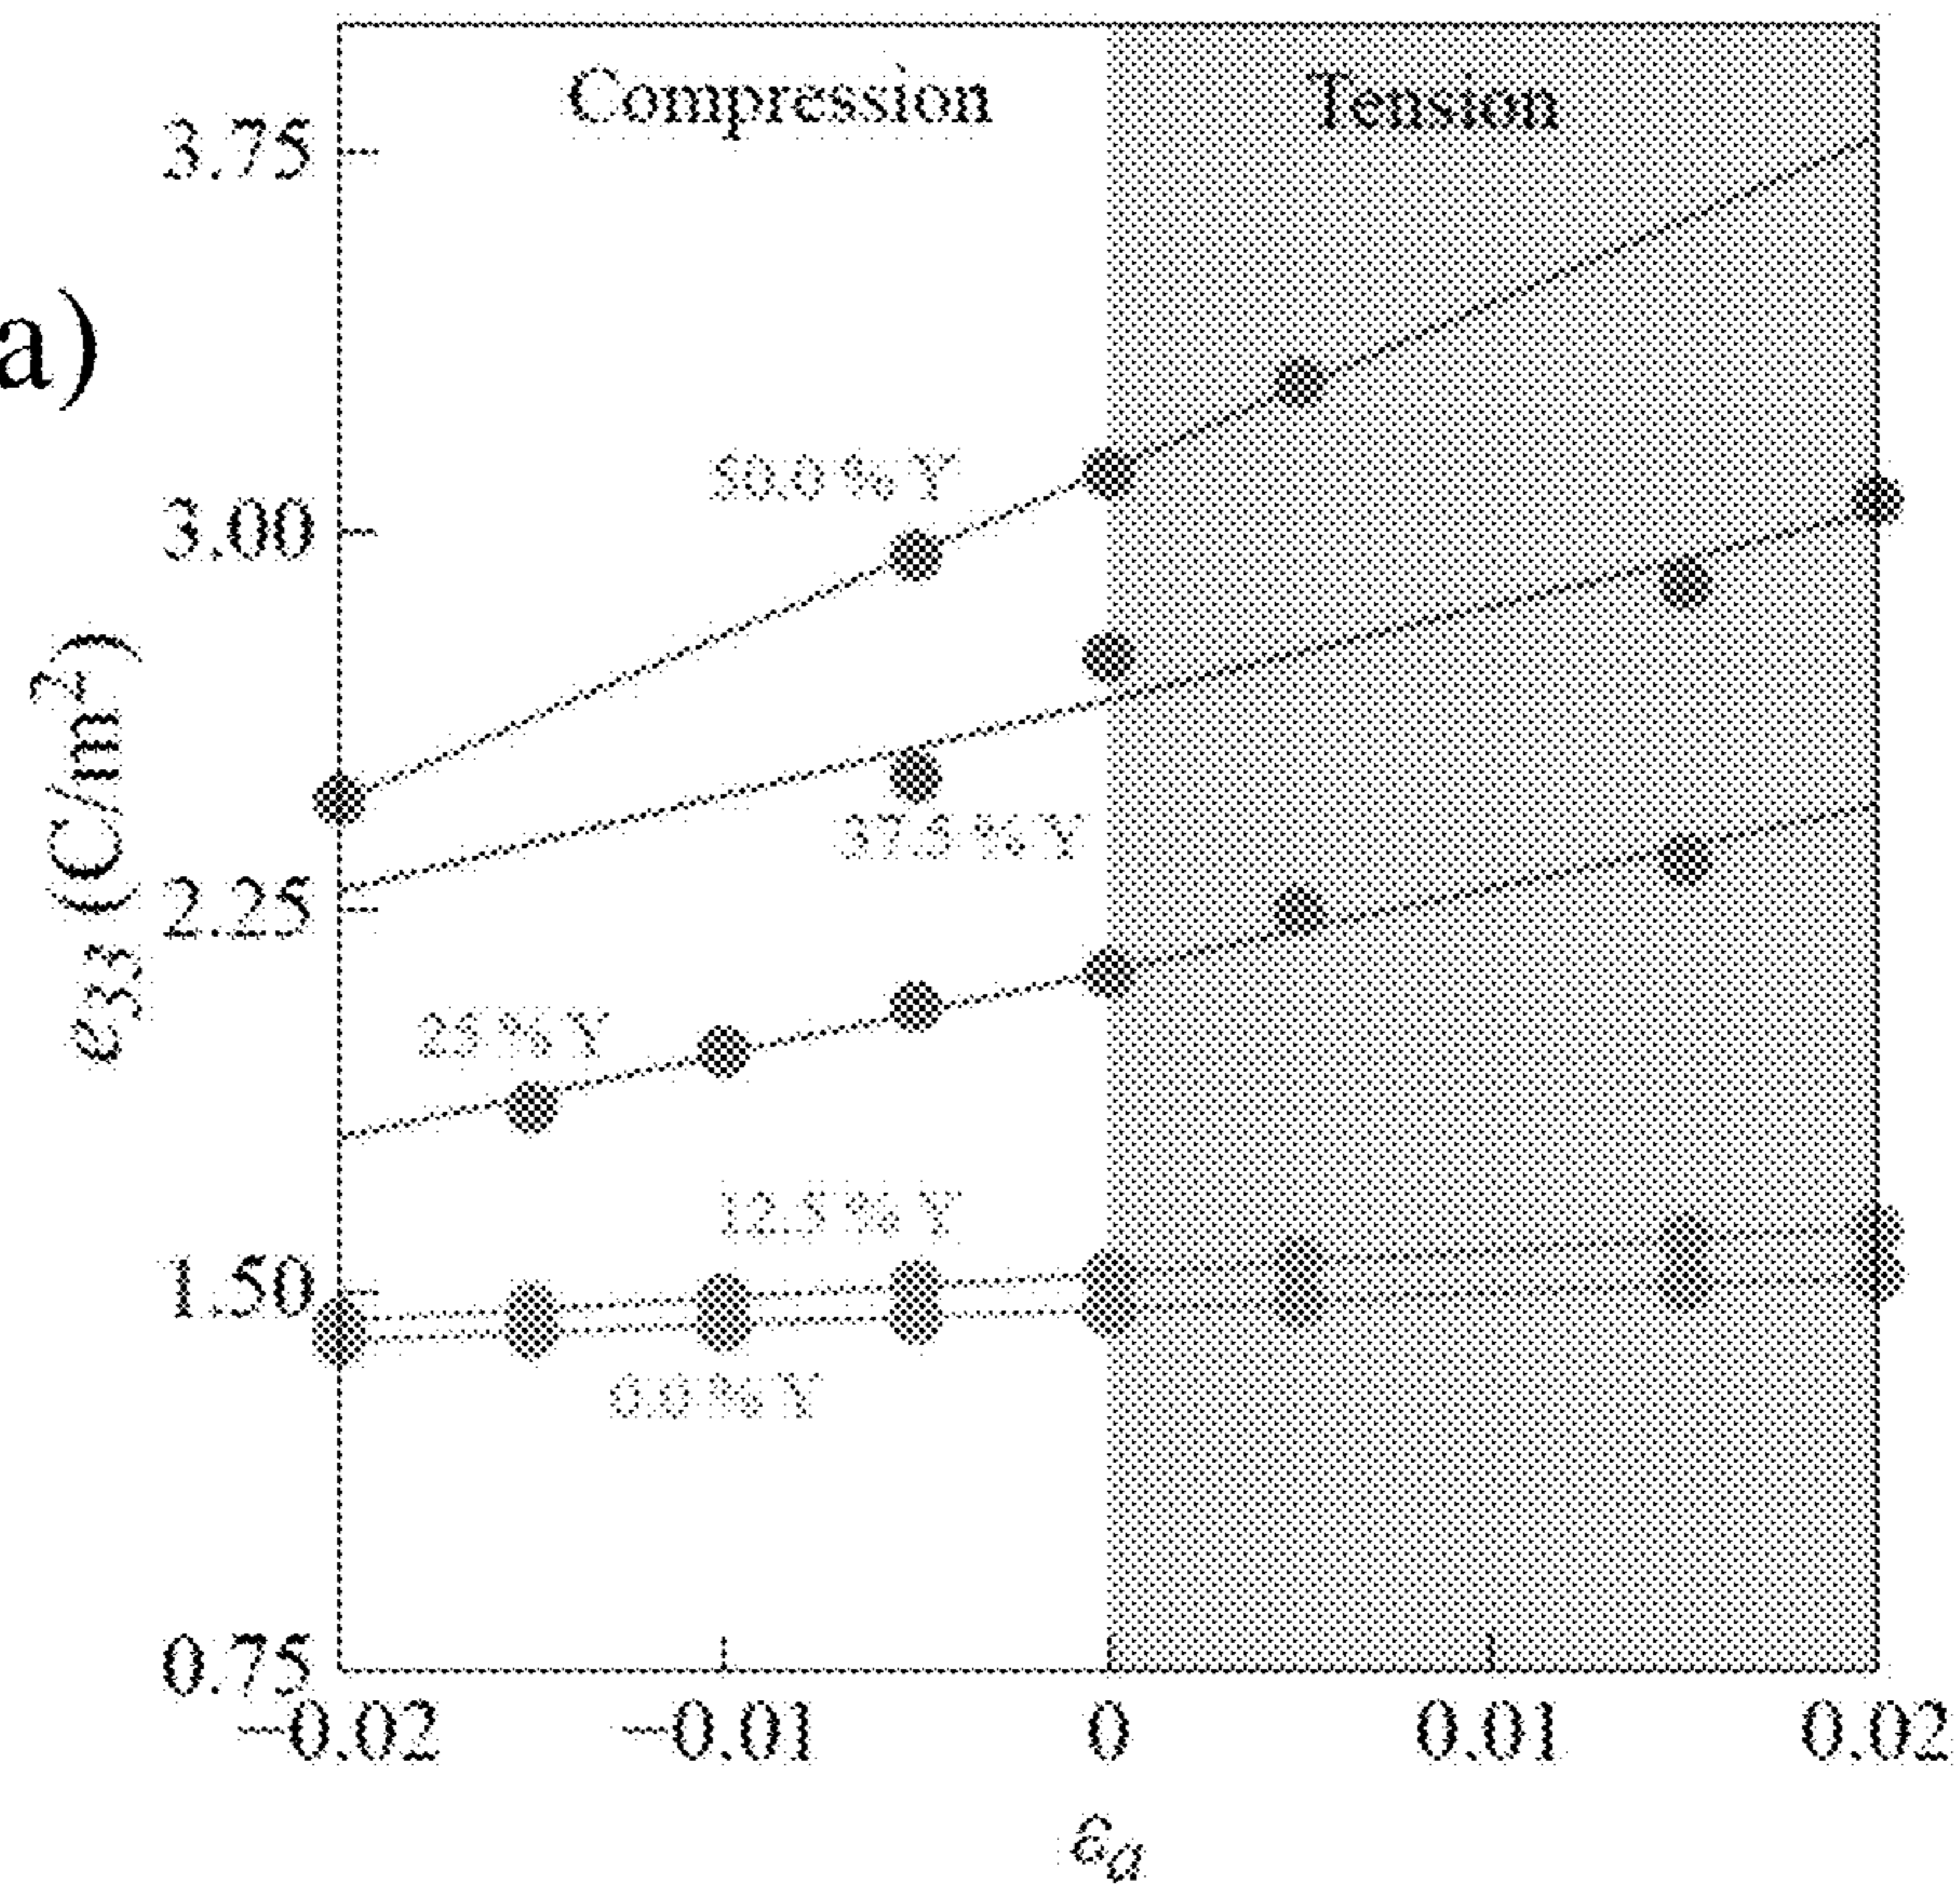 Compression Tension
3.75
a)
50.0 % Y
3.00
e33 (C/m²)
37.5 % Y
2.25
25 % Y
12.5 % Y
1.50
0.0 % Y
0.75
−0.02 −0.01 0 0.01 0.02
εa